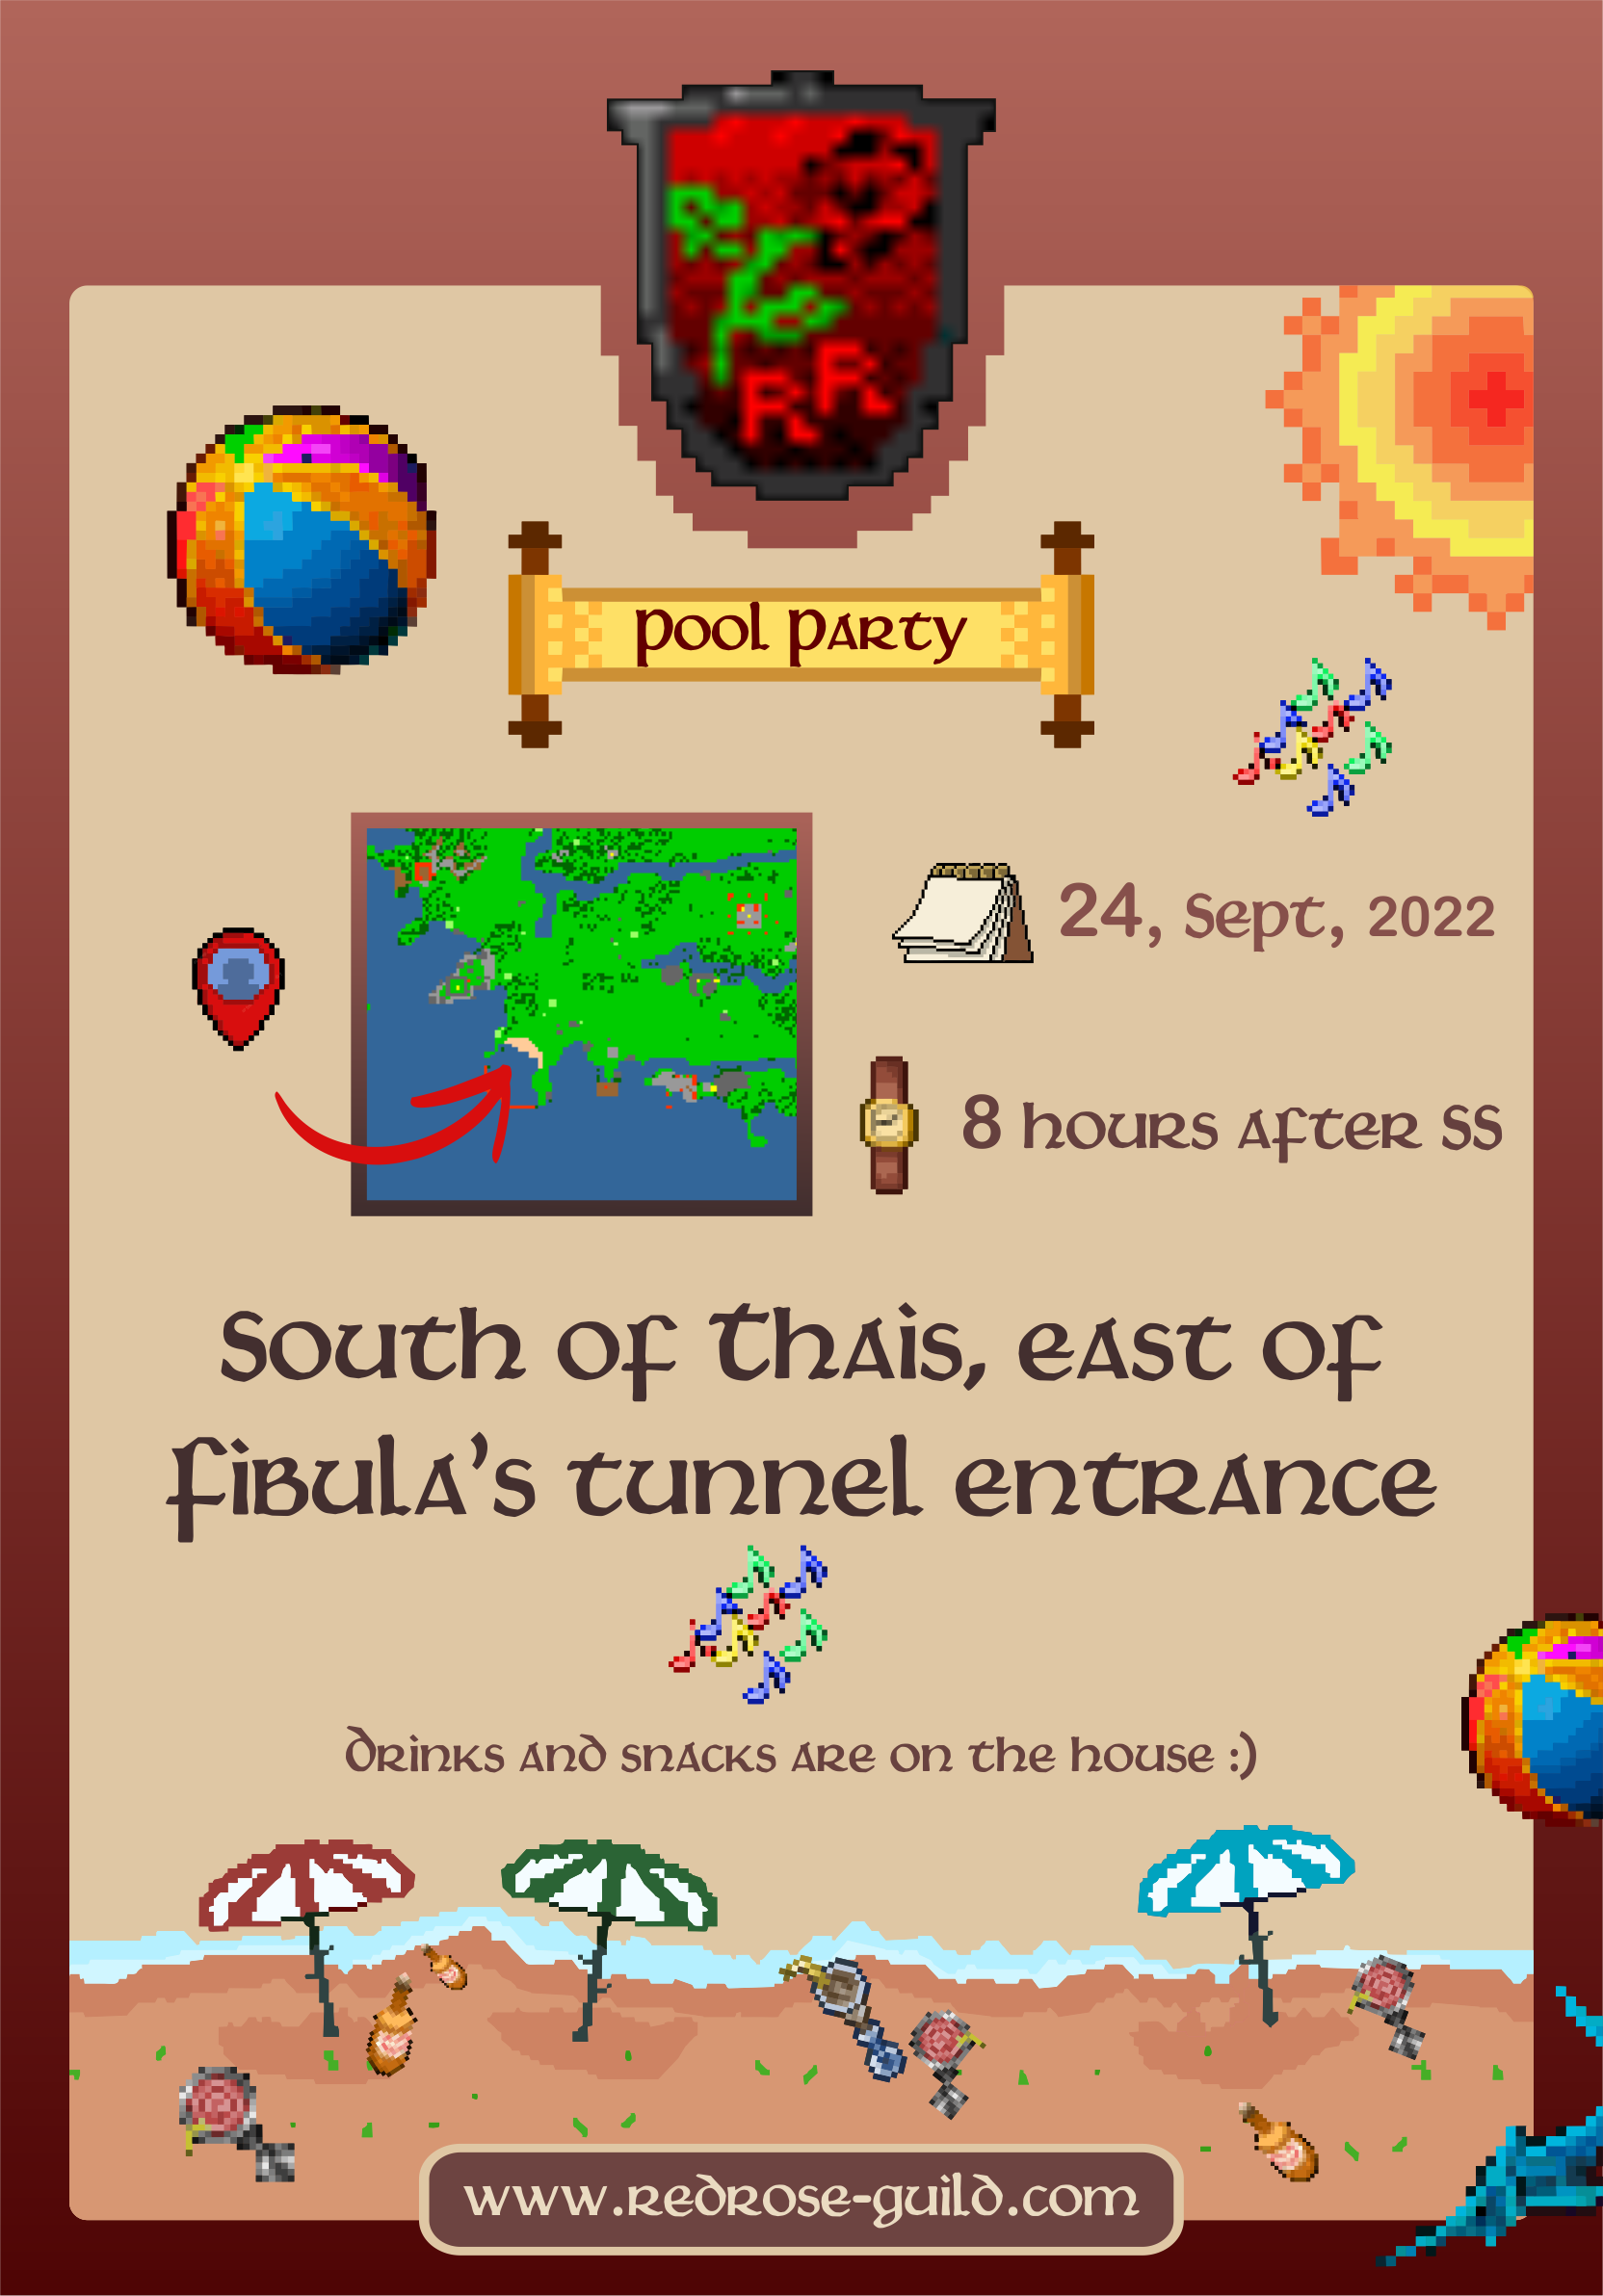 RR
Pool Party
24, Sept, 2022
8 hours after SS
South of Thais, east of
Fibula's tunnel entrance
Drinks and snacks are on the house :)
www.redrose-guild.com